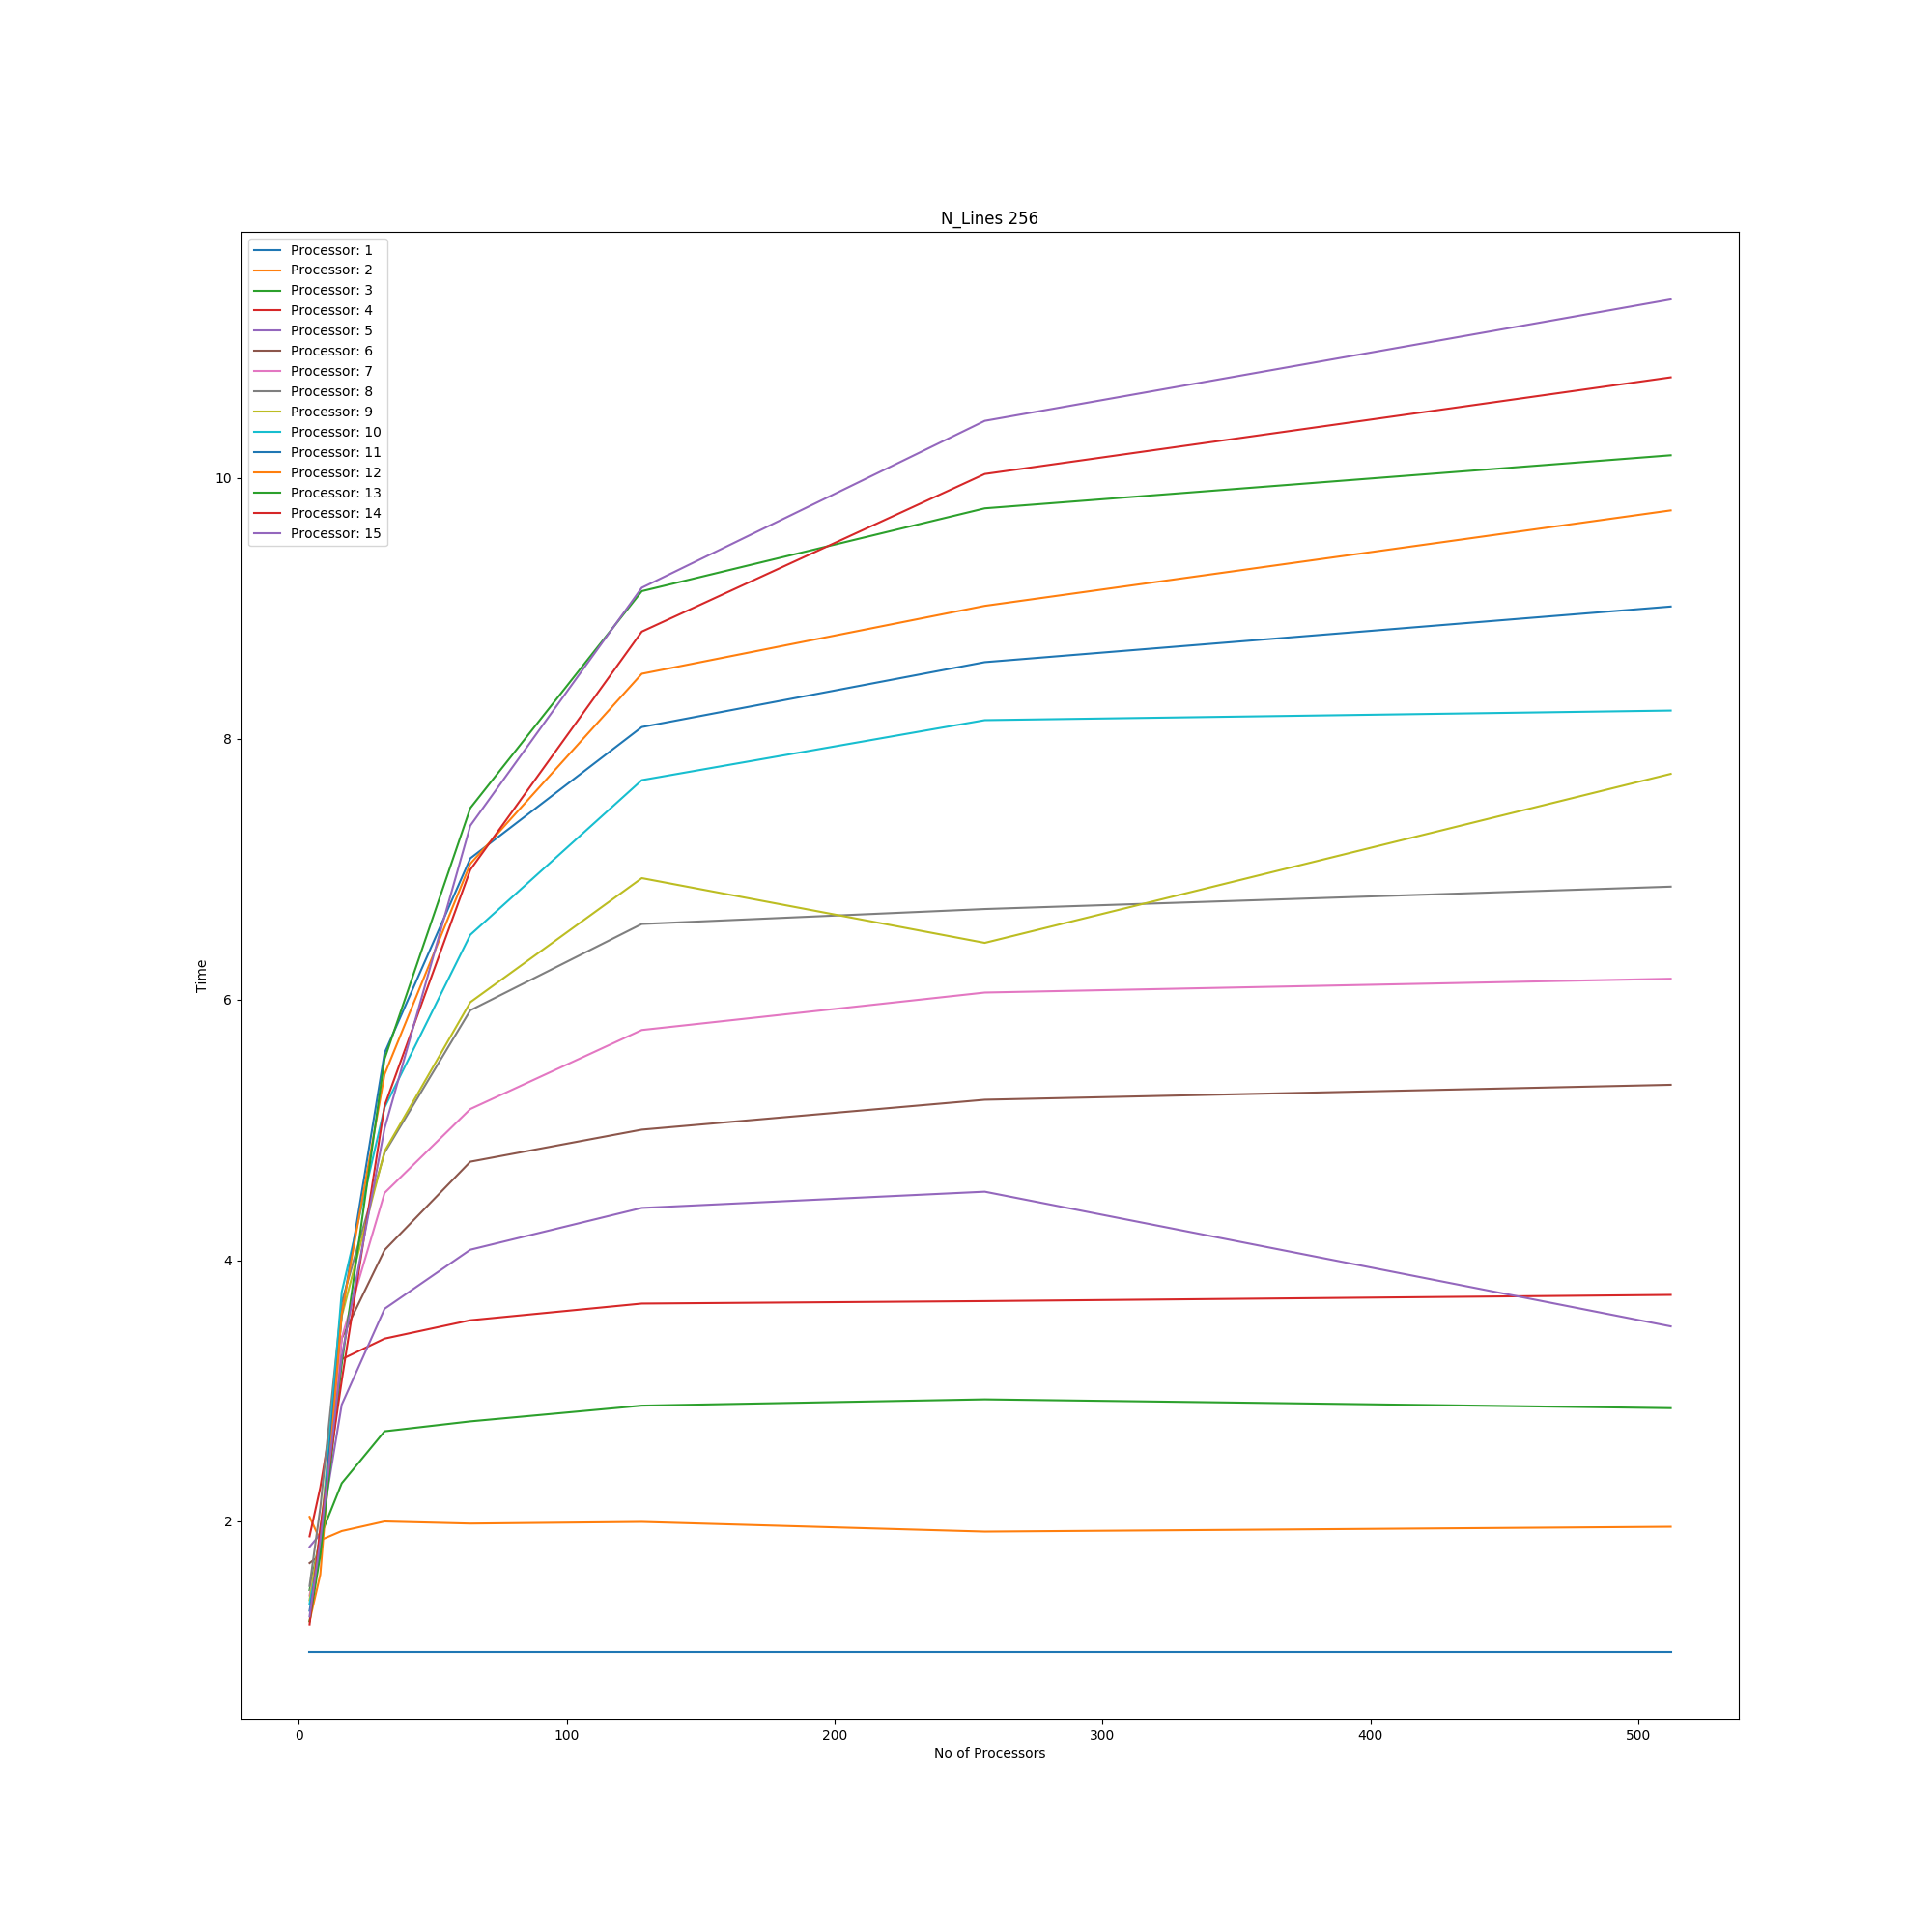 N_Lines 256
Processor: 1
Processor: 2
Processor: 3
Processor: 4
Processor: 5
Processor: 6
Processor: 7
Processor: 8
Processor: 9
Processor: 10
Processor: 11
Processor: 12
Processor: 13
Processor: 14
Processor: 15
10
8
6
4
2
Time
0 100 200 300 400 500
No of Processors